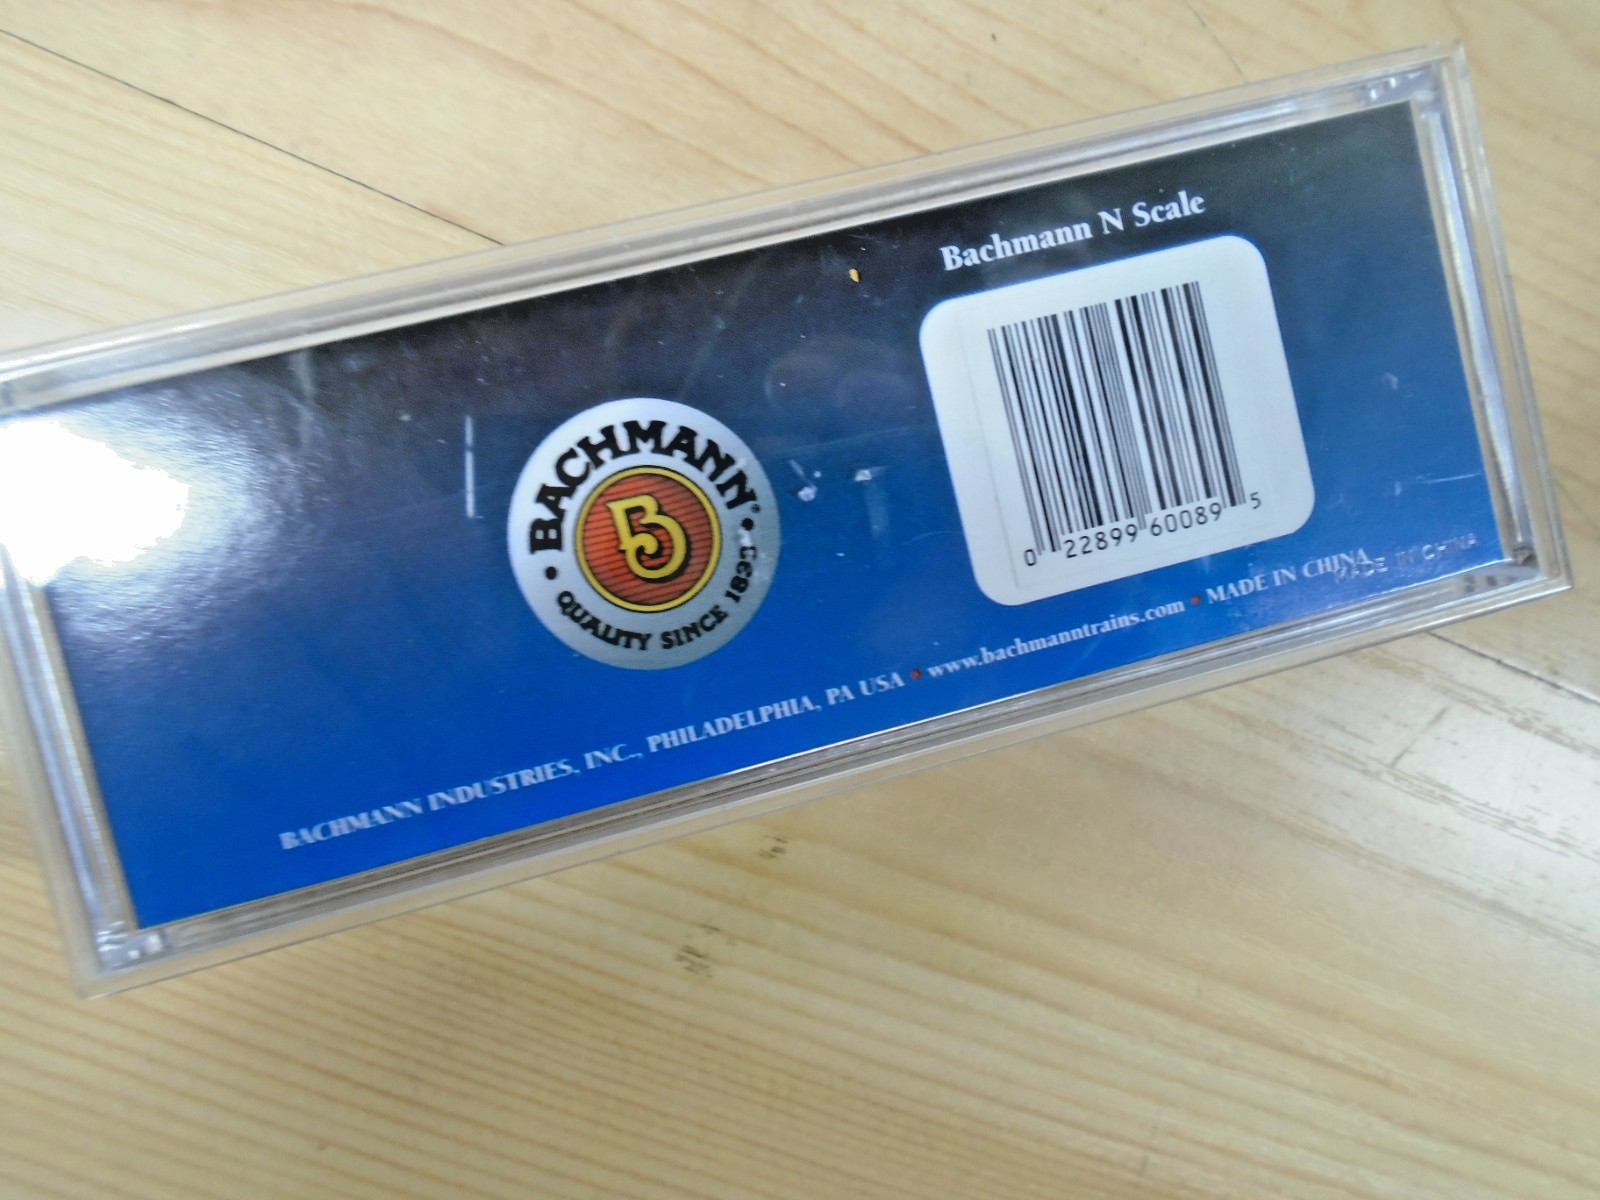 Bachmann N Scale
BACHMANN®
B
• QUALITY SINCE 1833 •
0 22899 60089 5
BACHMANN INDUSTRIES, INC., PHILADELPHIA, PA USA • www.bachmanntrains.com • MADE IN CHINA
MADE IN CHINA